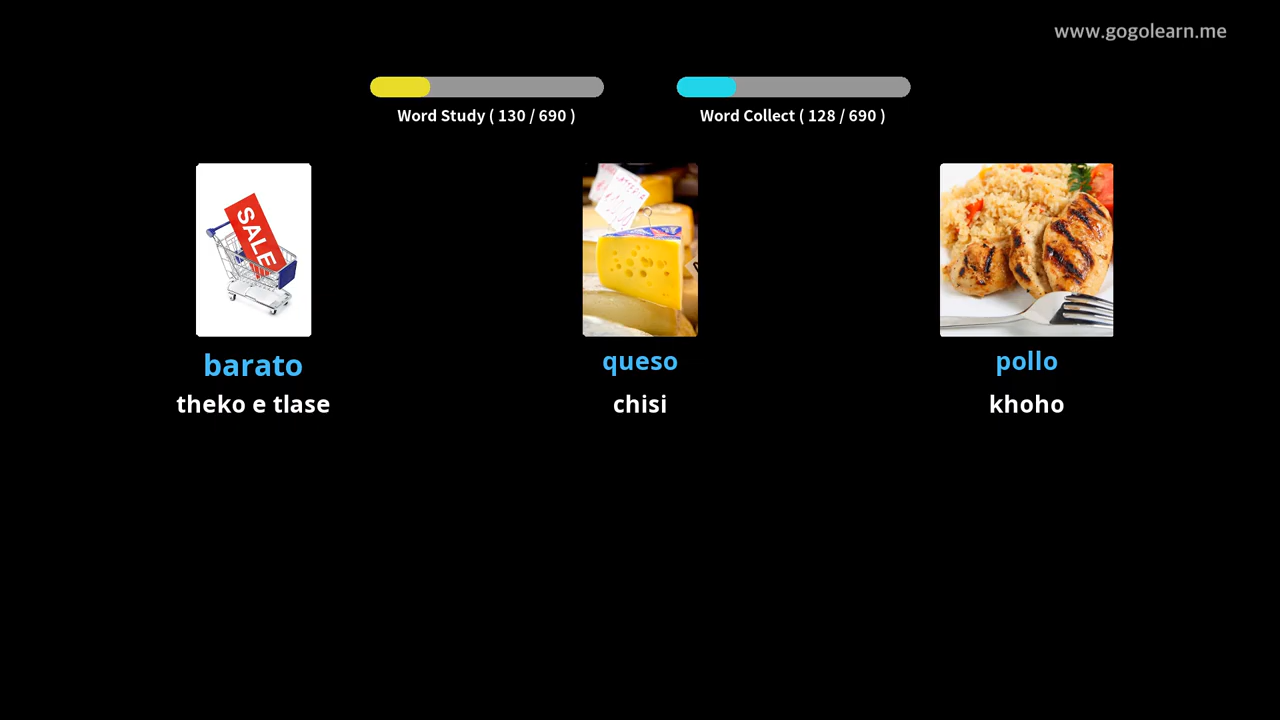 www.gogolearn.me
Word Study ( 130 / 690 )
Word Collect ( 128 / 690 )
SALE
barato
queso
pollo
theko e tlase
chisi
khoho